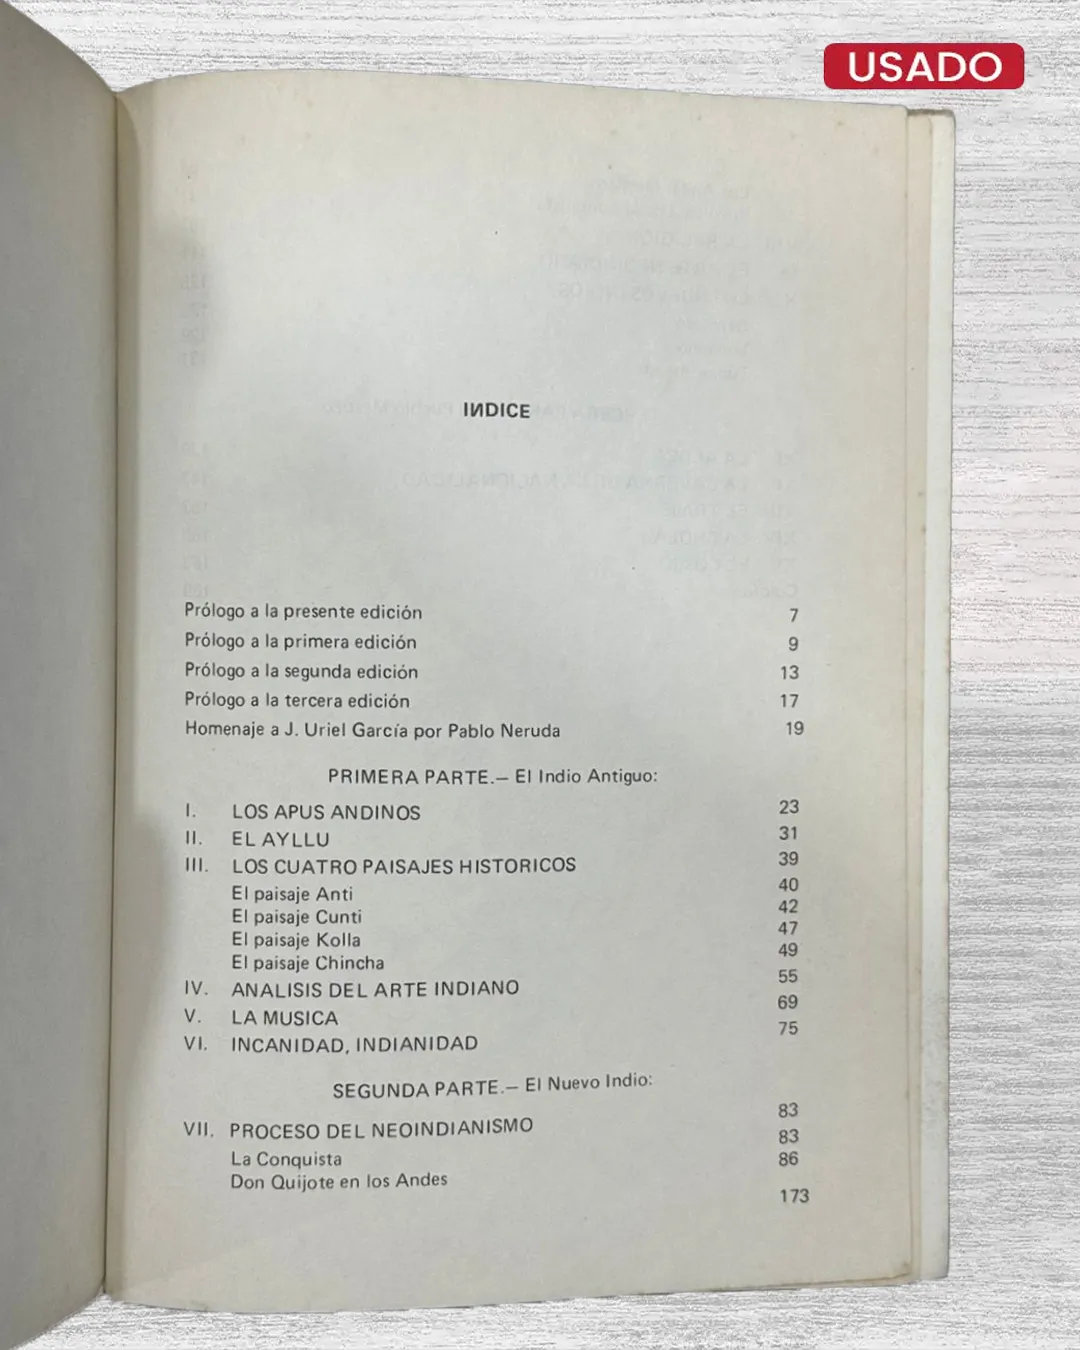 USADO
INDICE
Prólogo a la presente edición 7
Prólogo a la primera edición 9
Prólogo a la segunda edición 13
Prólogo a la tercera edición 17
Homenaje a J. Uriel García por Pablo Neruda 19
PRIMERA PARTE.— El Indio Antiguo:
I. LOS APUS ANDINOS 23
II. EL AYLLU 31
III. LOS CUATRO PAISAJES HISTORICOS 39
El paisaje Anti 40
El paisaje Cunti 42
El paisaje Kolla 47
El paisaje Chincha 49
IV. ANALISIS DEL ARTE INDIANO 55
V. LA MUSICA 69
VI. INCANIDAD, INDIANIDAD 75
SEGUNDA PARTE.— El Nuevo Indio:
VII. PROCESO DEL NEOINDIANISMO 83
La Conquista 83
Don Quijote en los Andes 86
173